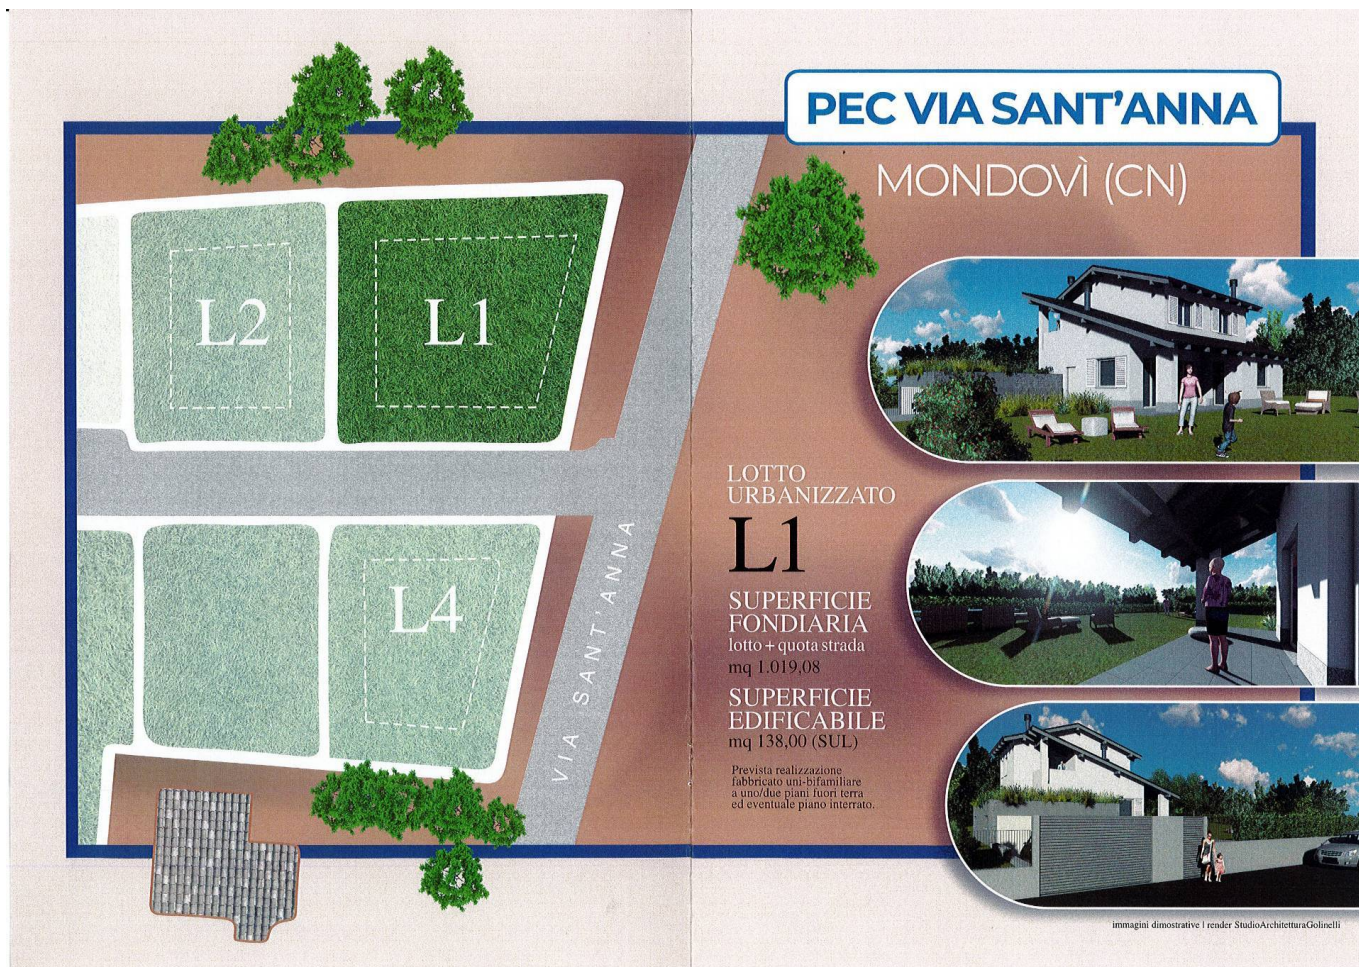 PEC VIA SANT'ANNA
MONDOVÌ (CN)
L2
L1
L4
VIA SANT'ANNA
LOTTO
URBANIZZATO
L1
SUPERFICIE
FONDIARIA
lotto + quota strada
mq 1.019,08
SUPERFICIE
EDIFICABILE
mq 138,00 (SUL)
Prevista realizzazione
fabbricato uni-bifamiliare
a uno/due piani fuori terra
ed eventuale piano interrato.
immagini dimostrative | render StudioArchitetturaGolinelli